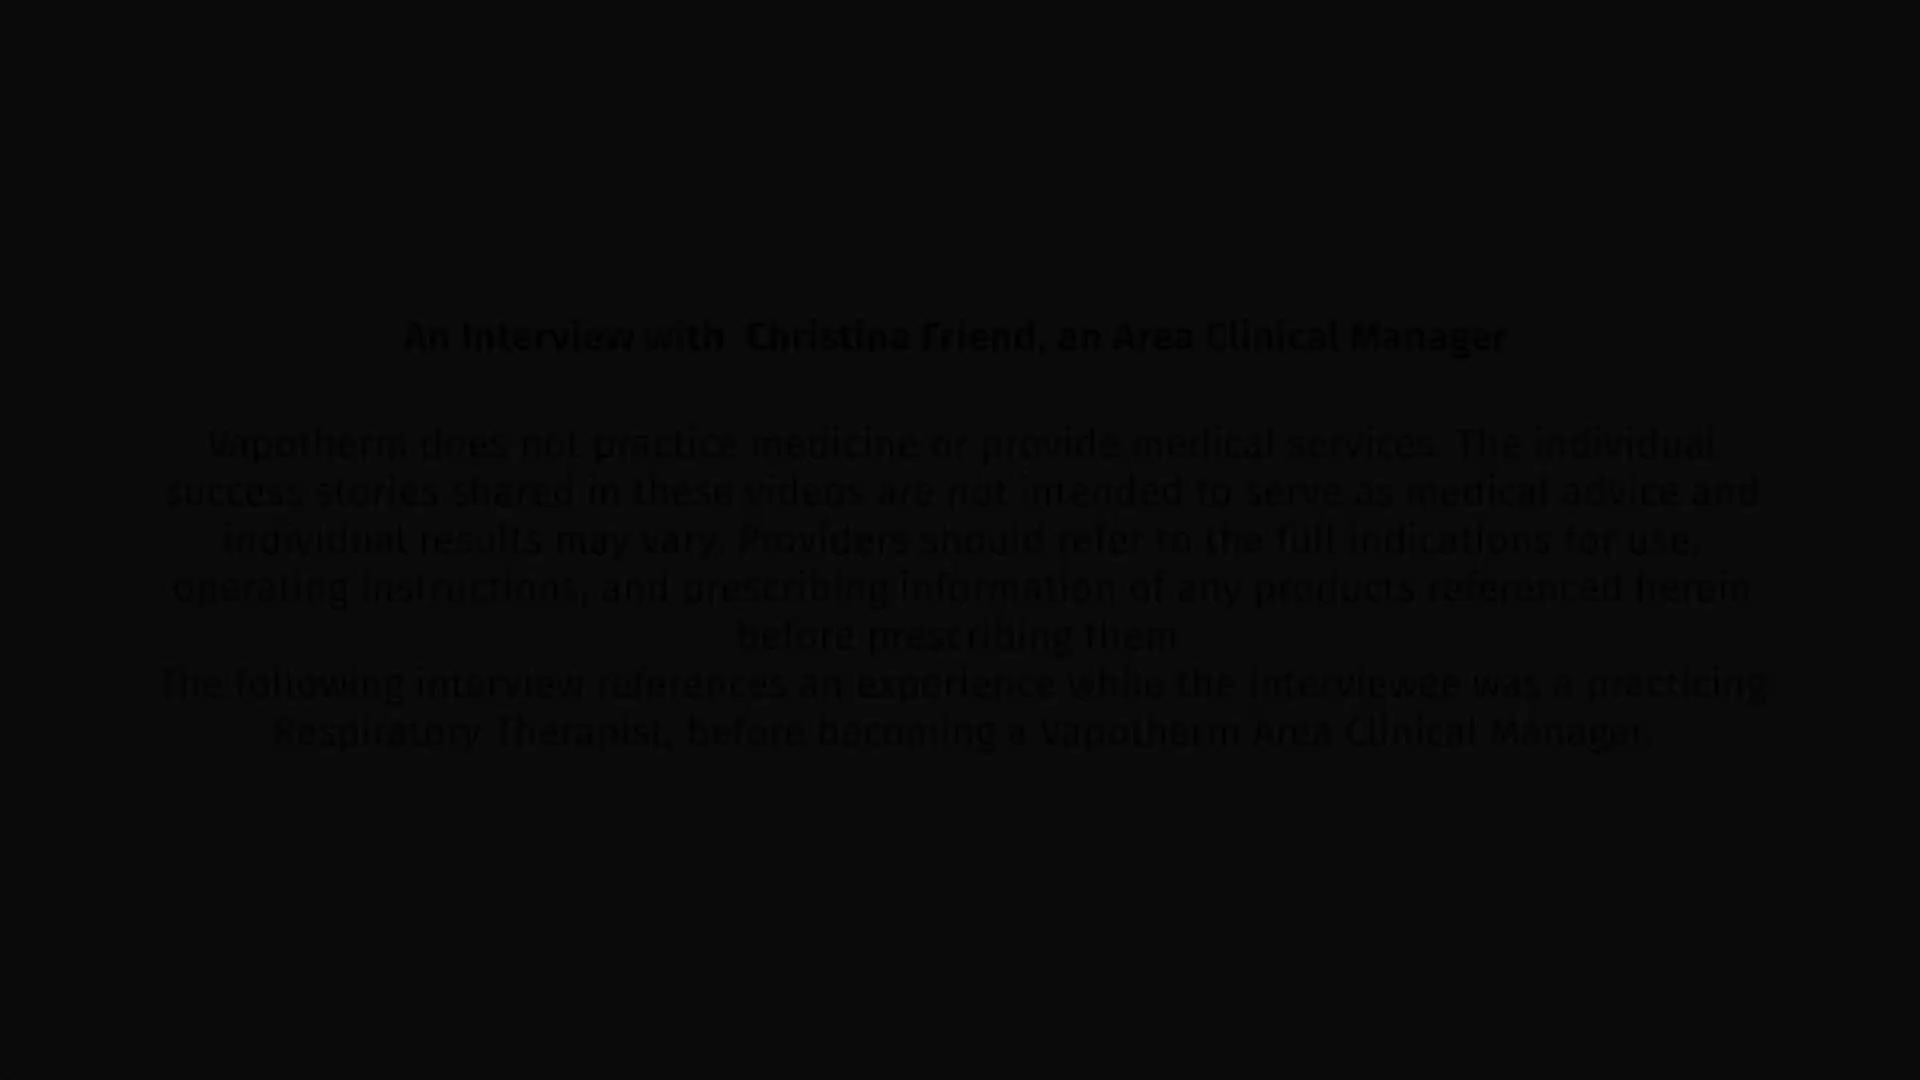 An Interview with Christina Friend, an Area Clinical Manager
Vapotherm does not practice medicine or provide medical services. The individual
success stories shared in these videos are not intended to serve as medical advice and
individual results may vary. Providers should refer to the full indications for use,
operating instructions, and prescribing information of any products referenced herein
before prescribing them
The following interview references an experience while the interviewee was a practicing
Respiratory Therapist, before becoming a Vapotherm Area Clinical Manager.